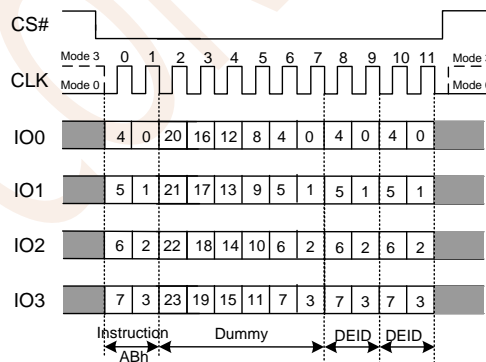 CS#
Mode 3 0 1 2 3 4 5 6 7 8 9 10 11 Mode 3
CLK
Mode 0 Mode
IO0 4 0 20 16 12 8 4 0 4 0 4 0
IO1 5 1 21 17 13 9 5 1 5 1 5 1
IO2 6 2 22 18 14 10 6 2 6 2 6 2
IO3 7 3 23 19 15 11 7 3 7 3 7 3
Instruction Dummy DEID DEID
ABh